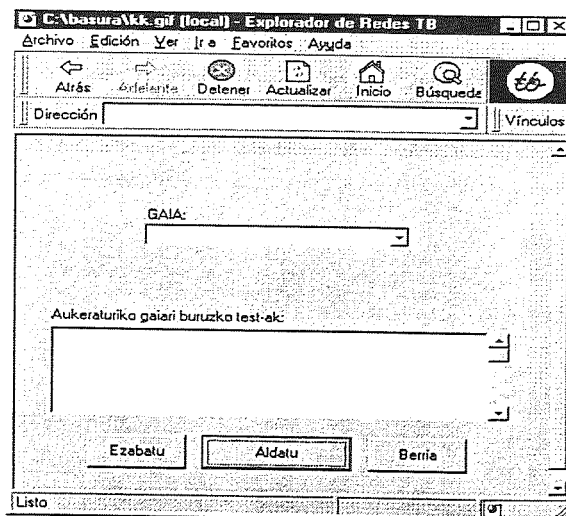 C:\basura\kk.gif (local) - Explorador de Redes TB
Archivo Edición Ver Ir a Favoritos Ayuda
Atrás Adelante Detener Actualizar Inicio Búsqueda
tb
Dirección Vínculos
GAIA:
Aukeraturiko gaiari buruzko test-ak:
Ezabatu Aldatu Berria
Listo